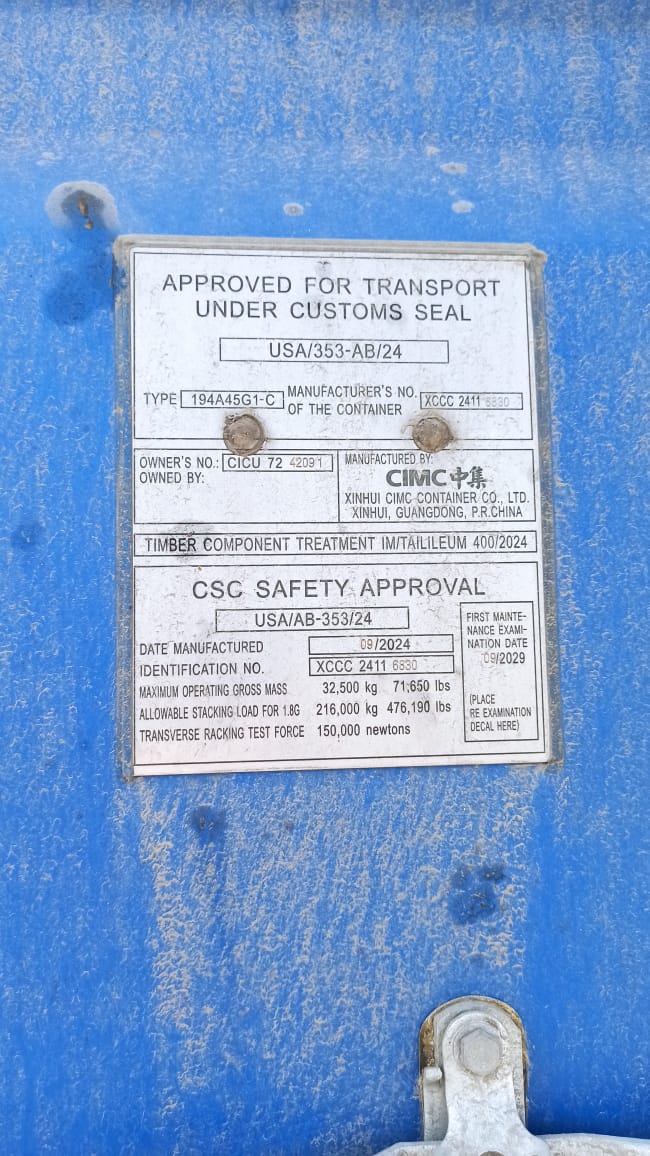 APPROVED FOR TRANSPORT
UNDER CUSTOMS SEAL
USA/353-AB/24
TYPE 194A45G1-C MANUFACTURER'S NO. OF THE CONTAINER XCCC 2411 6830
OWNER'S NO.: CICU 72 42091
OWNED BY:
MANUFACTURED BY:
CIMC中集
XINHUI CIMC CONTAINER CO., LTD.
XINHUI, GUANGDONG, P.R.CHINA
TIMBER COMPONENT TREATMENT IM/TAILILEUM 400/2024
CSC SAFETY APPROVAL
USA/AB-353/24
DATE MANUFACTURED 09/2024
IDENTIFICATION NO. XCCC 2411 6830
MAXIMUM OPERATING GROSS MASS 32,500 kg 71,650 lbs
ALLOWABLE STACKING LOAD FOR 1.8G 216,000 kg 476,190 lbs
TRANSVERSE RACKING TEST FORCE 150,000 newtons
FIRST MAINTE-
NANCE EXAMI-
NATION DATE
09/2029
(PLACE
RE EXAMINATION
DECAL HERE)